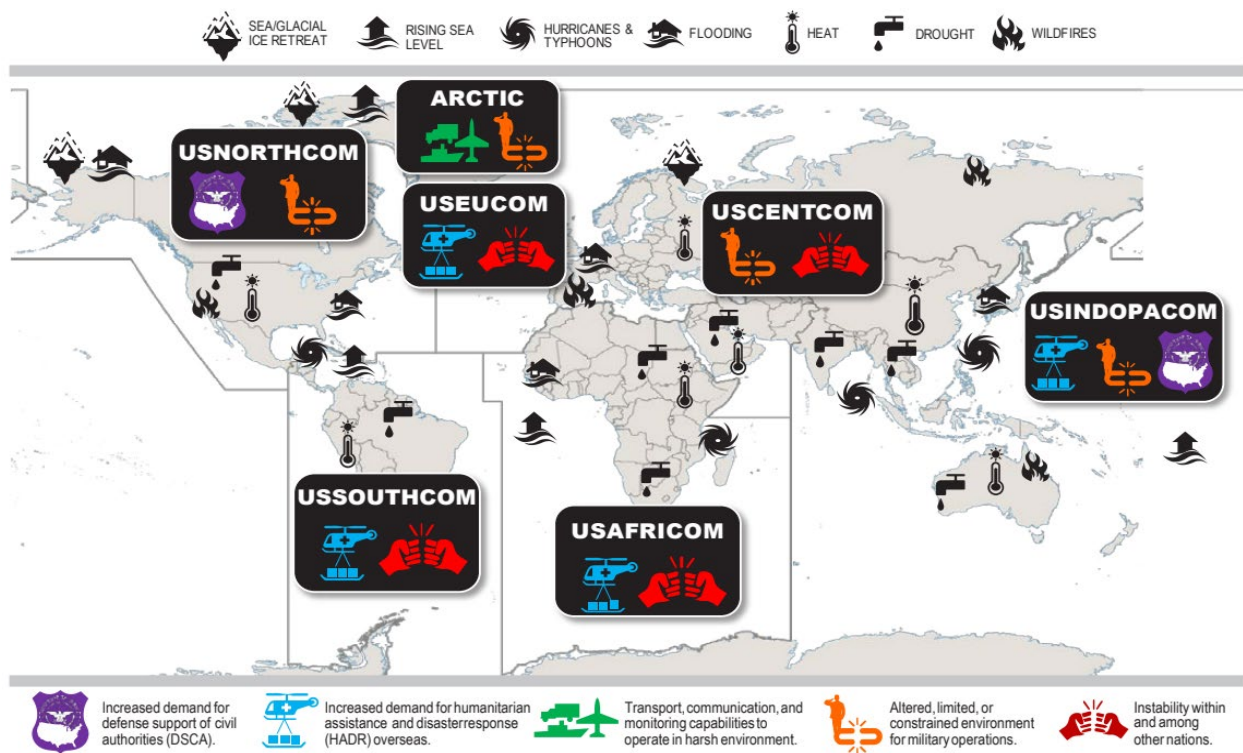 SEA/GLACIAL
ICE RETREAT
RISING SEA
LEVEL
HURRICANES &
TYPHOONS
FLOODING
HEAT
DROUGHT
WILDFIRES
ARCTIC
USNORTHCOM
USEUCOM
USCENTCOM
USINDOPACOM
USSOUTHCOM
USAFRICOM
Increased demand for
defense support of civil
authorities (DSCA).
Increased demand for humanitarian
assistance and disasterresponse
(HADR) overseas.
Transport, communication, and
monitoring capabilities to
operate in harsh environment.
Altered, limited, or
constrained environment
for military operations.
Instability within
and among
other nations.